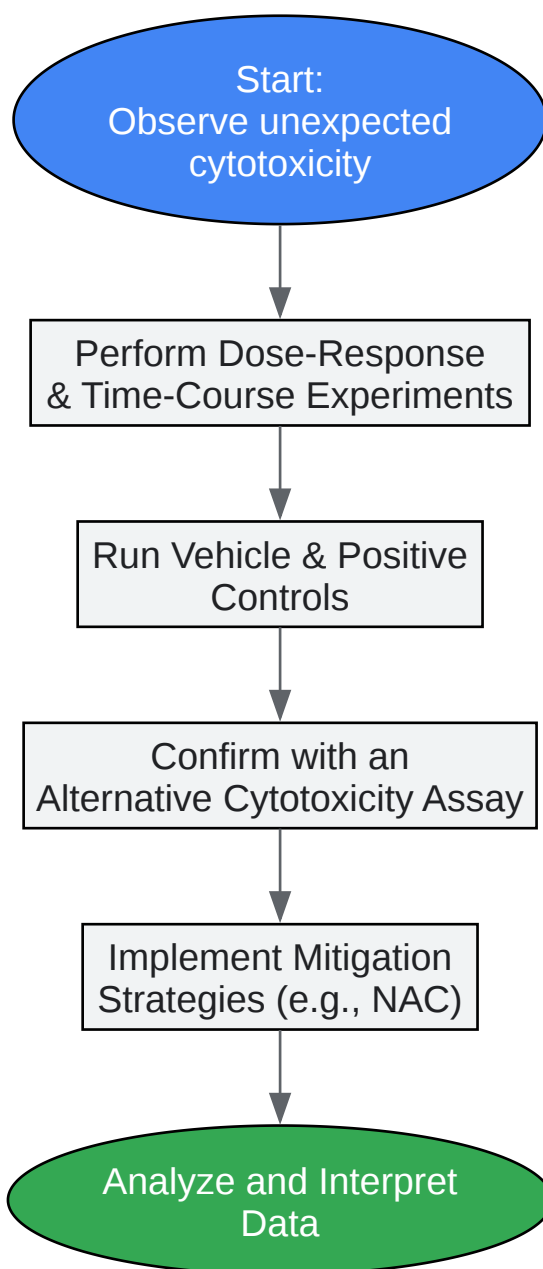 Start:
Observe unexpected
cytotoxicity
Perform Dose-Response
& Time-Course Experiments
Run Vehicle & Positive
Controls
Confirm with an
Alternative Cytotoxicity Assay
Implement Mitigation
Strategies (e.g., NAC)
Analyze and Interpret
Data